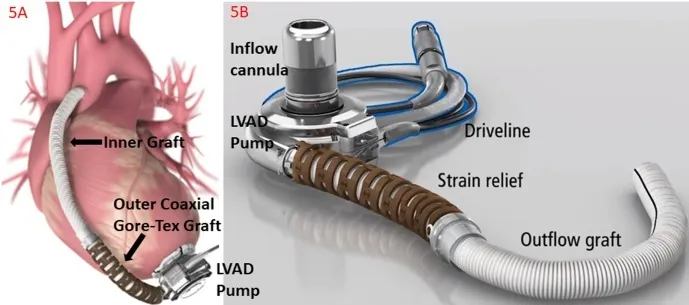 5A
Inner Graft
Outer Coaxial
Gore-Tex Graft
LVAD
Pump
5B
Inflow
cannula
LVAD
Pump
Driveline
Strain relief
Outflow graft